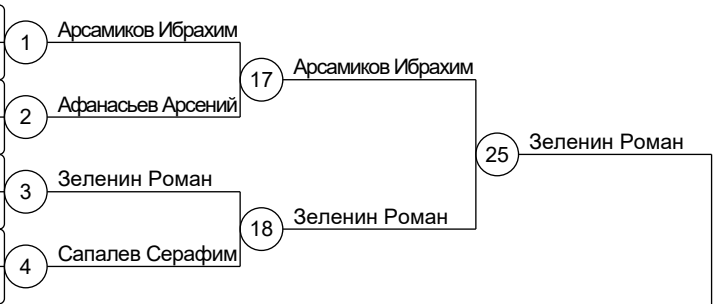 Арсамиков Ибрахим
1
17
Арсамиков Ибрахим
2
Афанасьев Арсений
25
Зеленин Роман
3
Зеленин Роман
18
Зеленин Роман
4
Сапалев Серафим